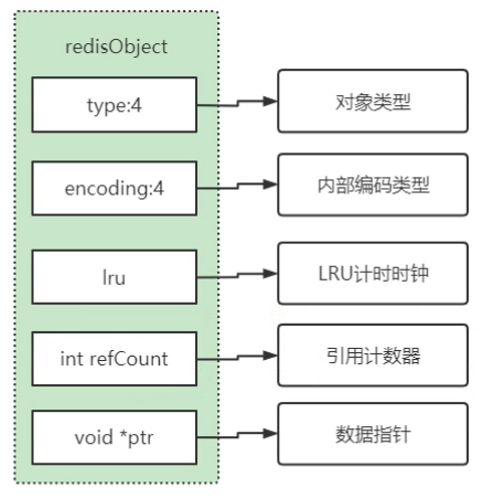 redisObject
type:4
对象类型
encoding:4
内部编码类型
lru
LRU计时时钟
int refCount
引用计数器
void *ptr
数据指针